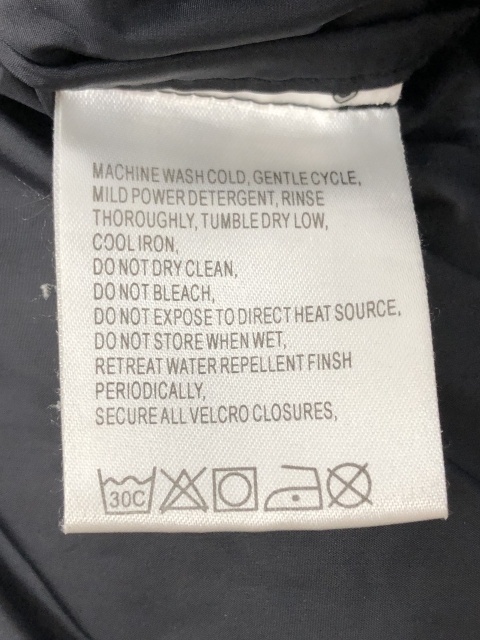 MACHINE WASH COLD, GENTLE CYCLE,
MILD POWER DETERGENT, RINSE
THOROUGHLY, TUMBLE DRY LOW,
COOL IRON,
DO NOT DRY CLEAN,
DO NOT BLEACH,
DO NOT EXPOSE TO DIRECT HEAT SOURCE,
DO NOT STORE WHEN WET,
RETREAT WATER REPELLENT FINSH
PERIODICALLY,
SECURE ALL VELCRO CLOSURES,
30C